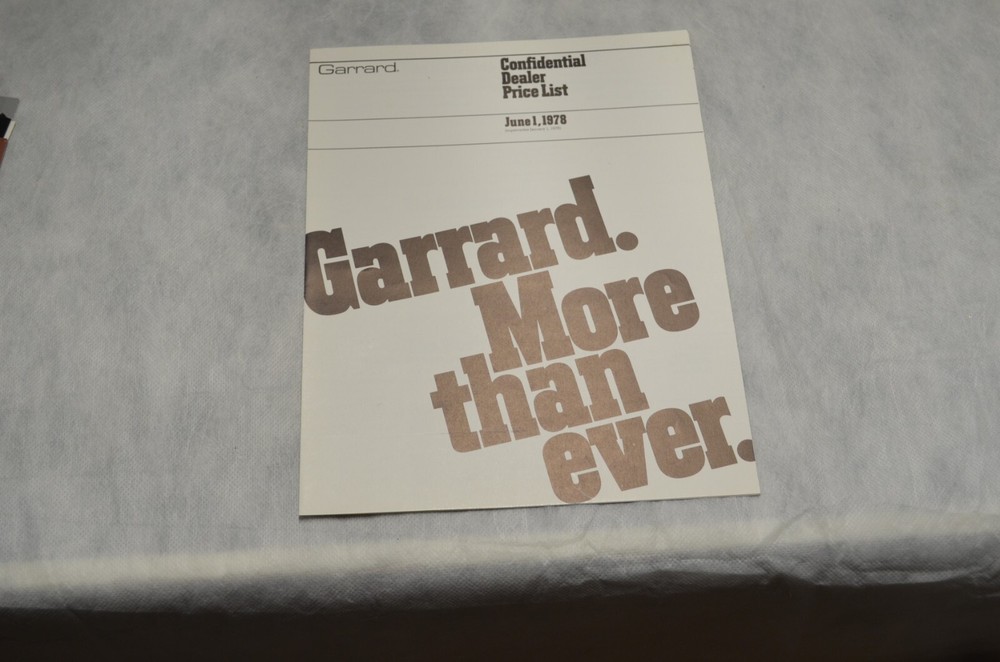 Garrard.
Confidential
Dealer
Price List
June 1, 1978
Garrard.
More
than
ever.